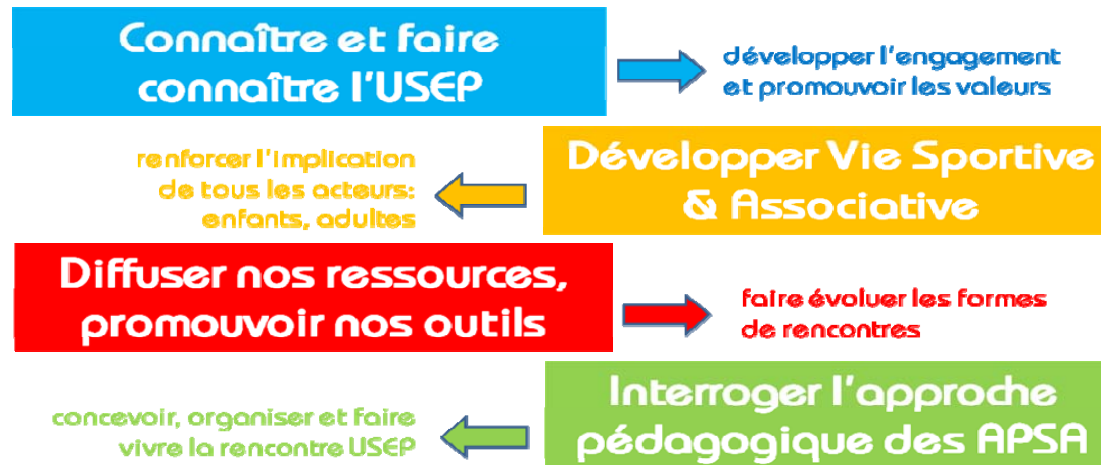 Connaître et faire
connaître l'USEP
développer l'engagement
et promouvoir les valeurs
renforcer l'implication
de tous les acteurs:
enfants, adultes
Développer Vie Sportive
& Associative
Diffuser nos ressources,
promouvoir nos outils
faire évoluer les formes
de rencontres
concevoir, organiser et faire
vivre la rencontre USEP
Interroger l'approche
pédagogique des APSA